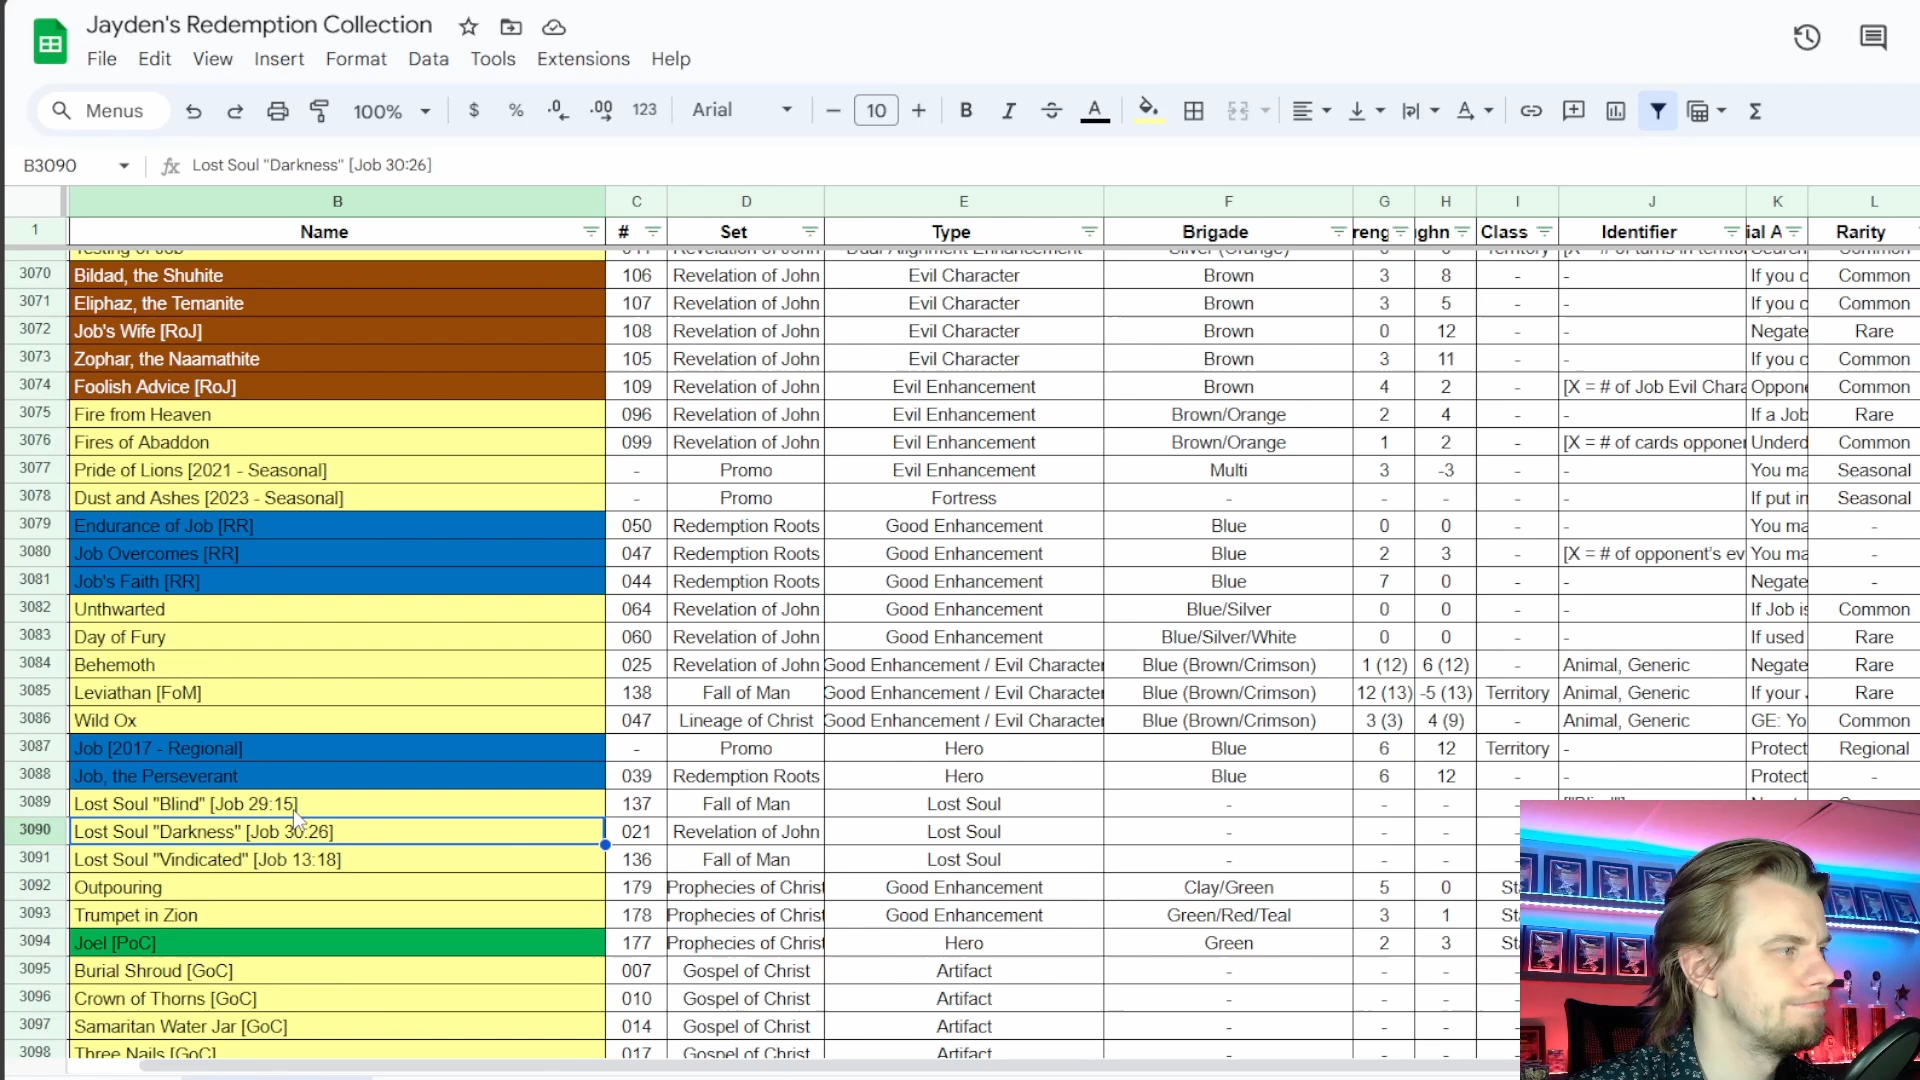 Jayden's Redemption Collection
File Edit View Insert Format Data Tools Extensions Help
Menus 100% $ % .0 .00 123 Arial 10 B I A
B3090 fx Lost Soul "Darkness" [Job 30:26]
B C D E F G H I J K L
1 Name # Set Type Brigade reng ghn Class Identifier ial A Rarity
3070 Bildad, the Shuhite 106 Revelation of John Evil Character Brown 3 8 - - If you c Common
3071 Eliphaz, the Temanite 107 Revelation of John Evil Character Brown 3 5 - - If you c Common
3072 Job's Wife [RoJ] 108 Revelation of John Evil Character Brown 0 12 - - Negate Rare
3073 Zophar, the Naamathite 105 Revelation of John Evil Character Brown 3 11 - - If you c Common
3074 Foolish Advice [RoJ] 109 Revelation of John Evil Enhancement Brown 4 2 - [X = # of Job Evil Chara Oppone Common
3075 Fire from Heaven 096 Revelation of John Evil Enhancement Brown/Orange 2 4 - - If a Job Rare
3076 Fires of Abaddon 099 Revelation of John Evil Enhancement Brown/Orange 1 2 - [X = # of cards opponen Underd Common
3077 Pride of Lions [2021 - Seasonal] - Promo Evil Enhancement Multi 3 -3 - - You ma Seasonal
3078 Dust and Ashes [2023 - Seasonal] - Promo Fortress - - - - - If put in Seasonal
3079 Endurance of Job [RR] 050 Redemption Roots Good Enhancement Blue 0 0 - - You ma -
3080 Job Overcomes [RR] 047 Redemption Roots Good Enhancement Blue 2 3 - [X = # of opponent's ev You ma -
3081 Job's Faith [RR] 044 Redemption Roots Good Enhancement Blue 7 0 - - Negate -
3082 Unthwarted 064 Revelation of John Good Enhancement Blue/Silver 0 0 - - If Job is Common
3083 Day of Fury 060 Revelation of John Good Enhancement Blue/Silver/White 0 0 - - If used Rare
3084 Behemoth 025 Revelation of John Good Enhancement / Evil Character Blue (Brown/Crimson) 1 (12) 6 (12) - Animal, Generic Negate Rare
3085 Leviathan [FoM] 138 Fall of Man Good Enhancement / Evil Character Blue (Brown/Crimson) 12 (13) -5 (13) Territory Animal, Generic If your Rare
3086 Wild Ox 047 Lineage of Christ Good Enhancement / Evil Character Blue (Brown/Crimson) 3 (3) 4 (9) - Animal, Generic GE: Yo Common
3087 Job [2017 - Regional] - Promo Hero Blue 6 12 Territory - Protect Regional
3088 Job, the Perseverant 039 Redemption Roots Hero Blue 6 12 - - Protect -
3089 Lost Soul "Blind" [Job 29:15] 137 Fall of Man Lost Soul - - - -
3090 Lost Soul "Darkness" [Job 30:26] 021 Revelation of John Lost Soul - - - -
3091 Lost Soul "Vindicated" [Job 13:18] 136 Fall of Man Lost Soul - - - -
3092 Outpouring 179 Prophecies of Christ Good Enhancement Clay/Green 5 0 St
3093 Trumpet in Zion 178 Prophecies of Christ Good Enhancement Green/Red/Teal 3 1 St
3094 Joel [PoC] 177 Prophecies of Christ Hero Green 2 3 St
3095 Burial Shroud [GoC] 007 Gospel of Christ Artifact - - - -
3096 Crown of Thorns [GoC] 010 Gospel of Christ Artifact - - - -
3097 Samaritan Water Jar [GoC] 014 Gospel of Christ Artifact - - - -
3098 Three Nails [GoC] 017 Gospel of Christ Artifact - - - -